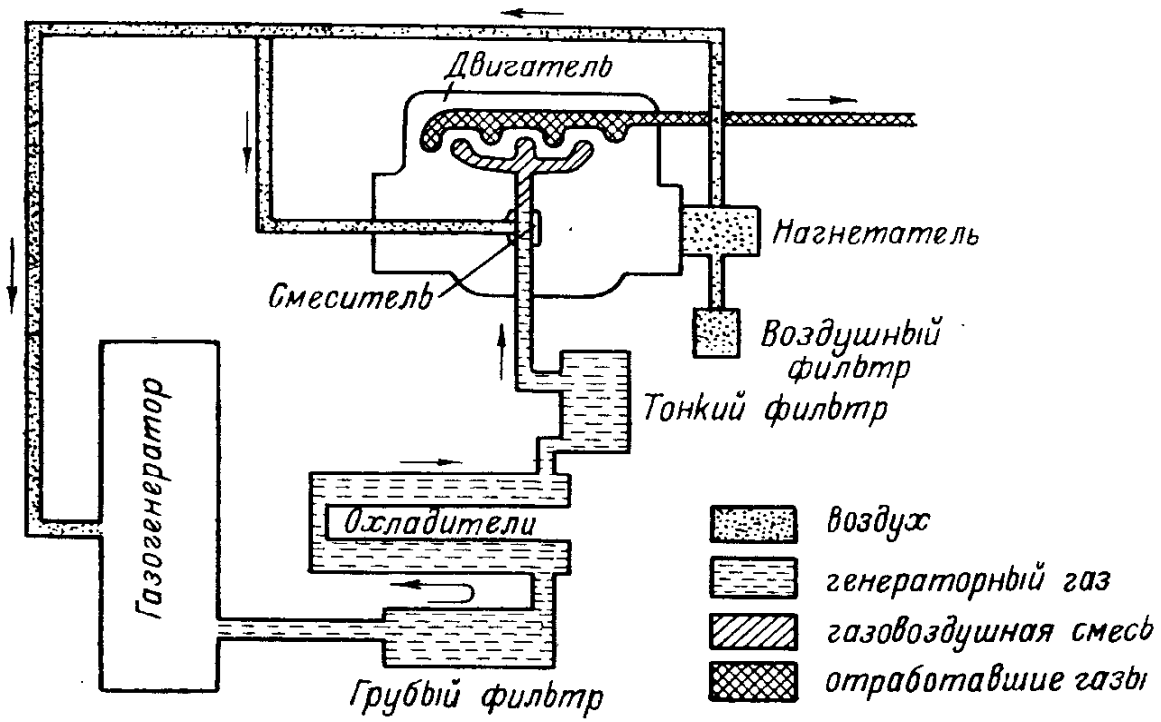 Двигатель
Нагнетатель
Смеситель
Воздушный
фильтр
Тонкий фильтр
Газогенератор
Охладители
Грубый фильтр
воздух
генераторный газ
газовоздушная смесь
отработавшие газы